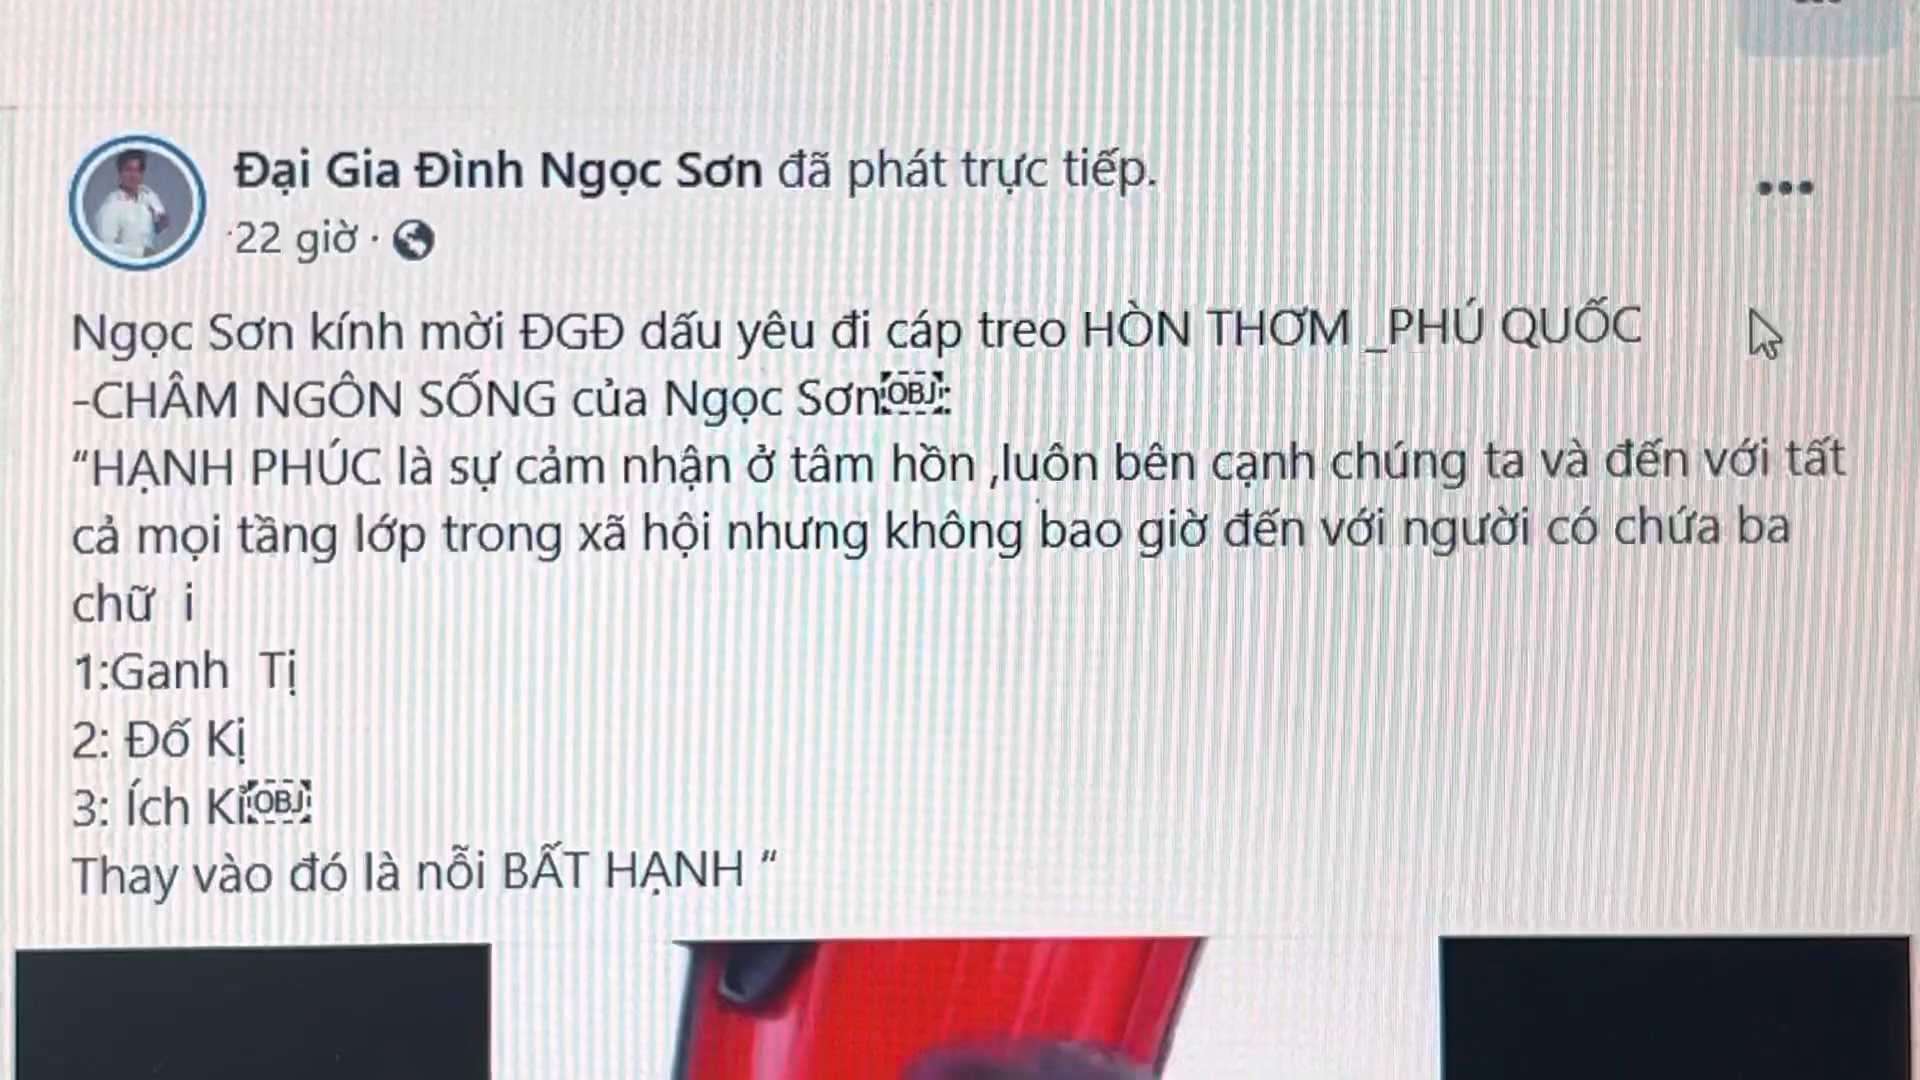 Đại Gia Đình Ngọc Sơn đã phát trực tiếp.
22 giờ ·
Ngọc Sơn kính mời ĐGĐ dấu yêu đi cáp treo HÒN THƠM _PHÚ QUỐC
-CHÂM NGÔN SỐNG của Ngọc Sơn￼:
“HẠNH PHÚC là sự cảm nhận ở tâm hồn ,luôn bên cạnh chúng ta và đến với tất
cả mọi tầng lớp trong xã hội nhưng không bao giờ đến với người có chứa ba
chữ  i
1:Ganh  Tị
2: Đố Kị
3: Ích Kỉ￼
Thay vào đó là nỗi BẤT HẠNH “